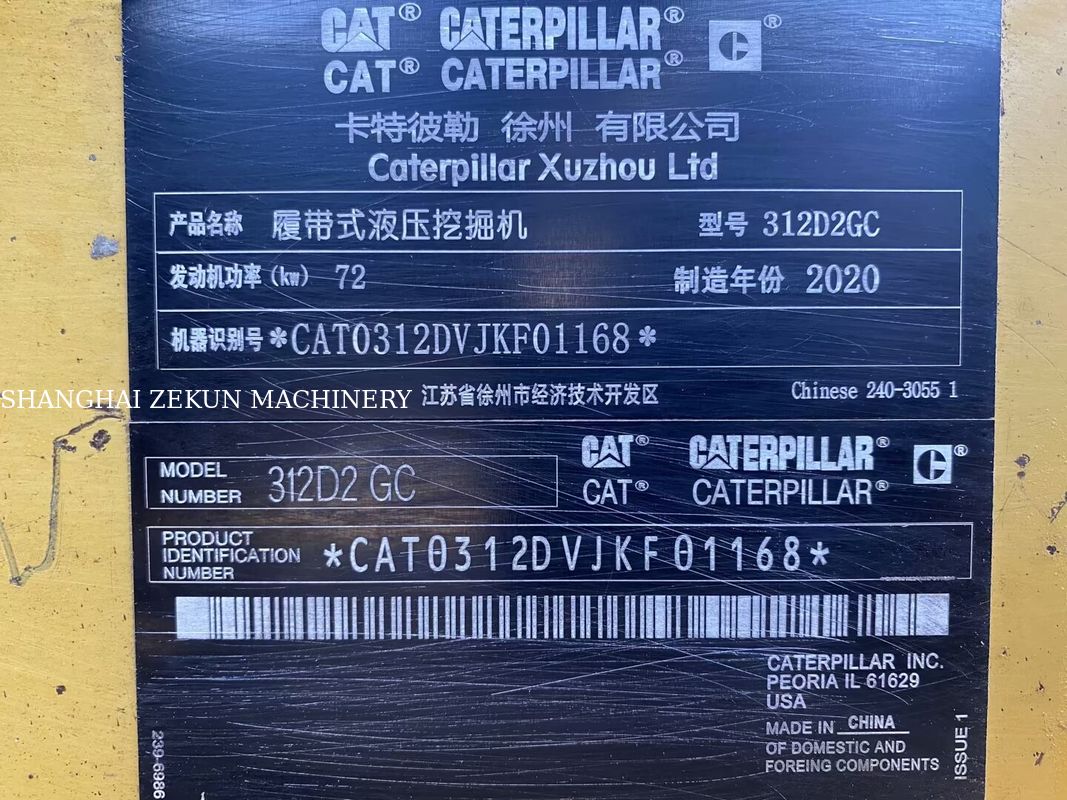 CAT® CATERPILLAR® C®
CAT® CATERPILLAR®
卡特彼勒 徐州 有限公司
Caterpillar Xuzhou Ltd
产品名称 履带式液压挖掘机 型号 312D2GC
发动机功率(kw) 72 制造年份 2020
机器识别号 *CAT0312DVJKF01168*
SHANGHAI ZEKUN MACHINERY
江苏省徐州市经济技术开发区 Chinese 240-3055 1
CAT® CATERPILLAR® C®
CAT® CATERPILLAR®
MODEL
NUMBER 312D2 GC
PRODUCT
IDENTIFICATION
NUMBER *CAT0312DVJKF01168*
CATERPILLAR INC.
PEORIA IL 61629
USA
MADE IN CHINA
OF DOMESTIC AND
FOREING COMPONENTS
ISSUE 1
239-6986